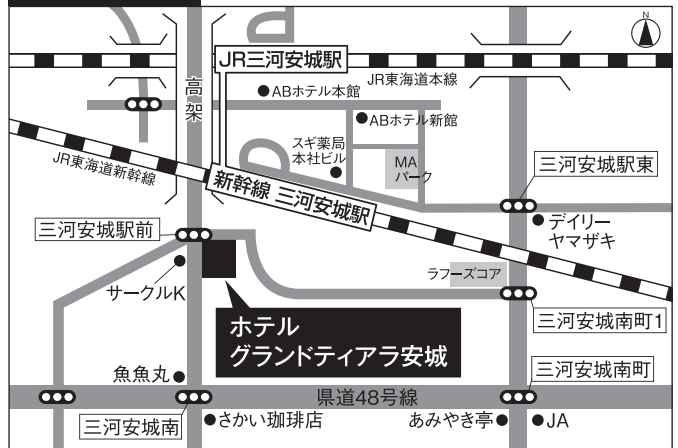 N
JR三河安城駅
JR東海道本線
高架
ABホテル本館
ABホテル新館
スギ薬局
本社ビル
MA
パーク
三河安城駅東
JR東海道新幹線
新幹線 三河安城駅
デイリー
ヤマザキ
三河安城駅前
サークルK
ラフーズコア
三河安城南町1
ホテル
グランドティアラ安城
魚魚丸
三河安城南町
県道48号線
三河安城南
さかい珈琲店
あみやき亭
JA